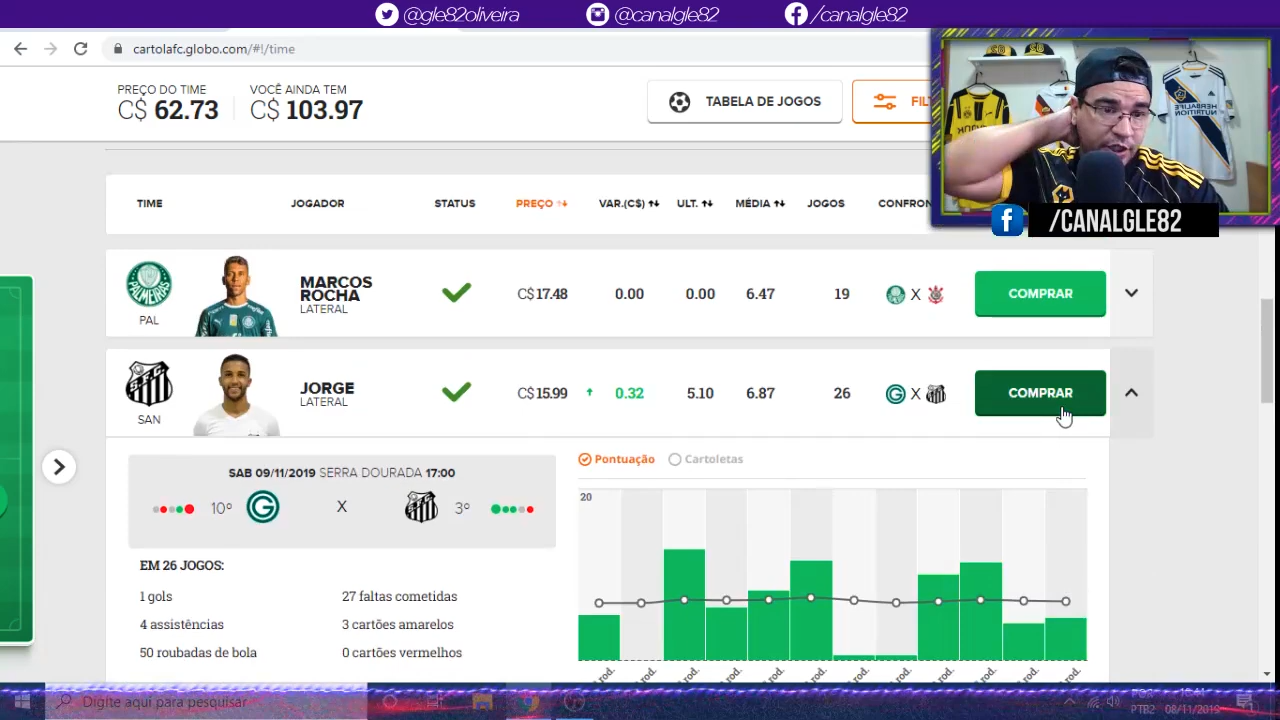 @gle82oliveira @canalgle82 /canalgle82
cartolafc.globo.com/#!/time
PREÇO DO TIME VOCÊ AINDA TEM
C$ 62.73 C$ 103.97
TABELA DE JOGOS
/CANALGLE82
TIME JOGADOR STATUS PREÇO VAR.(C$) ULT. MÉDIA JOGOS
MARCOS
ROCHA
LATERAL
PAL
C$ 17.48 0.00 0.00 6.47 19 X COMPRAR
JORGE
LATERAL
SAN
C$ 15.99 0.32 5.10 6.87 26 X COMPRAR
SAB 09/11/2019 SERRA DOURADA 17:00
10º X 3º
EM 26 JOGOS:
1 gols 27 faltas cometidas
4 assistências 3 cartões amarelos
50 roubadas de bola 0 cartões vermelhos
Pontuação Cartoletas
20
Digite aqui para pesquisar
PTR2 08/11/2019